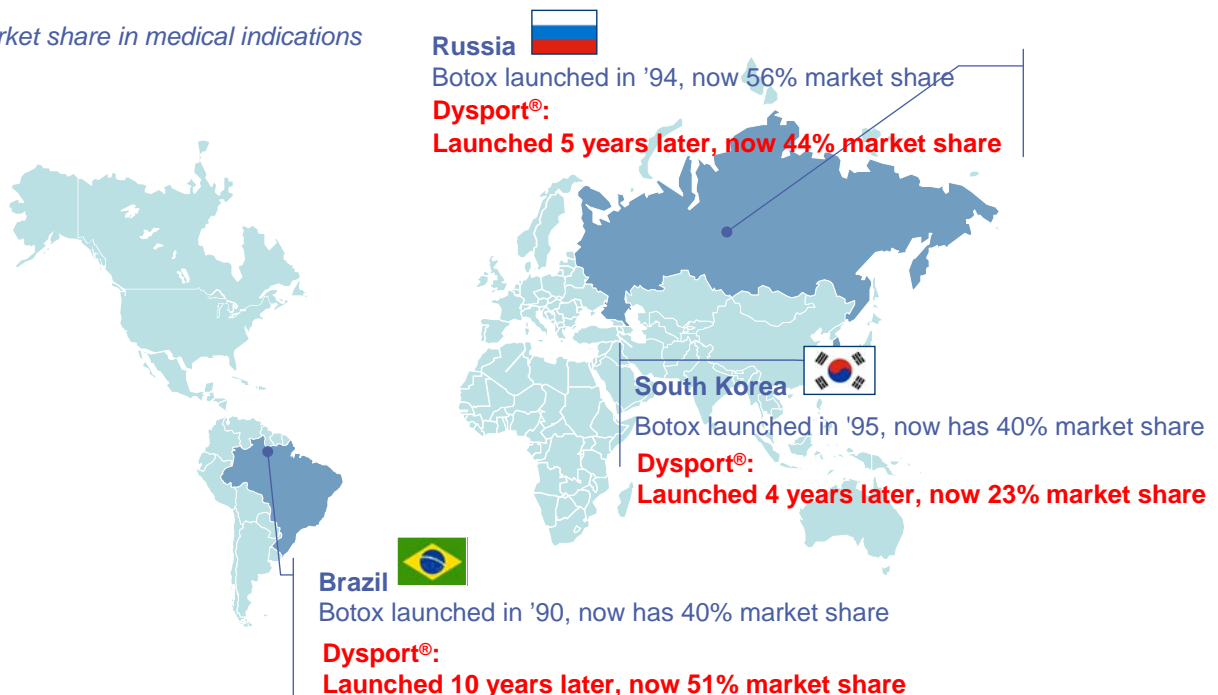 market share in medical indications
Russia
Botox launched in ’94, now 56% market share
Dysport®:
Launched 5 years later, now 44% market share
South Korea
Botox launched in '95, now has 40% market share
Dysport®:
Launched 4 years later, now 23% market share
Brazil
Botox launched in ’90, now has 40% market share
Dysport®:
Launched 10 years later, now 51% market share